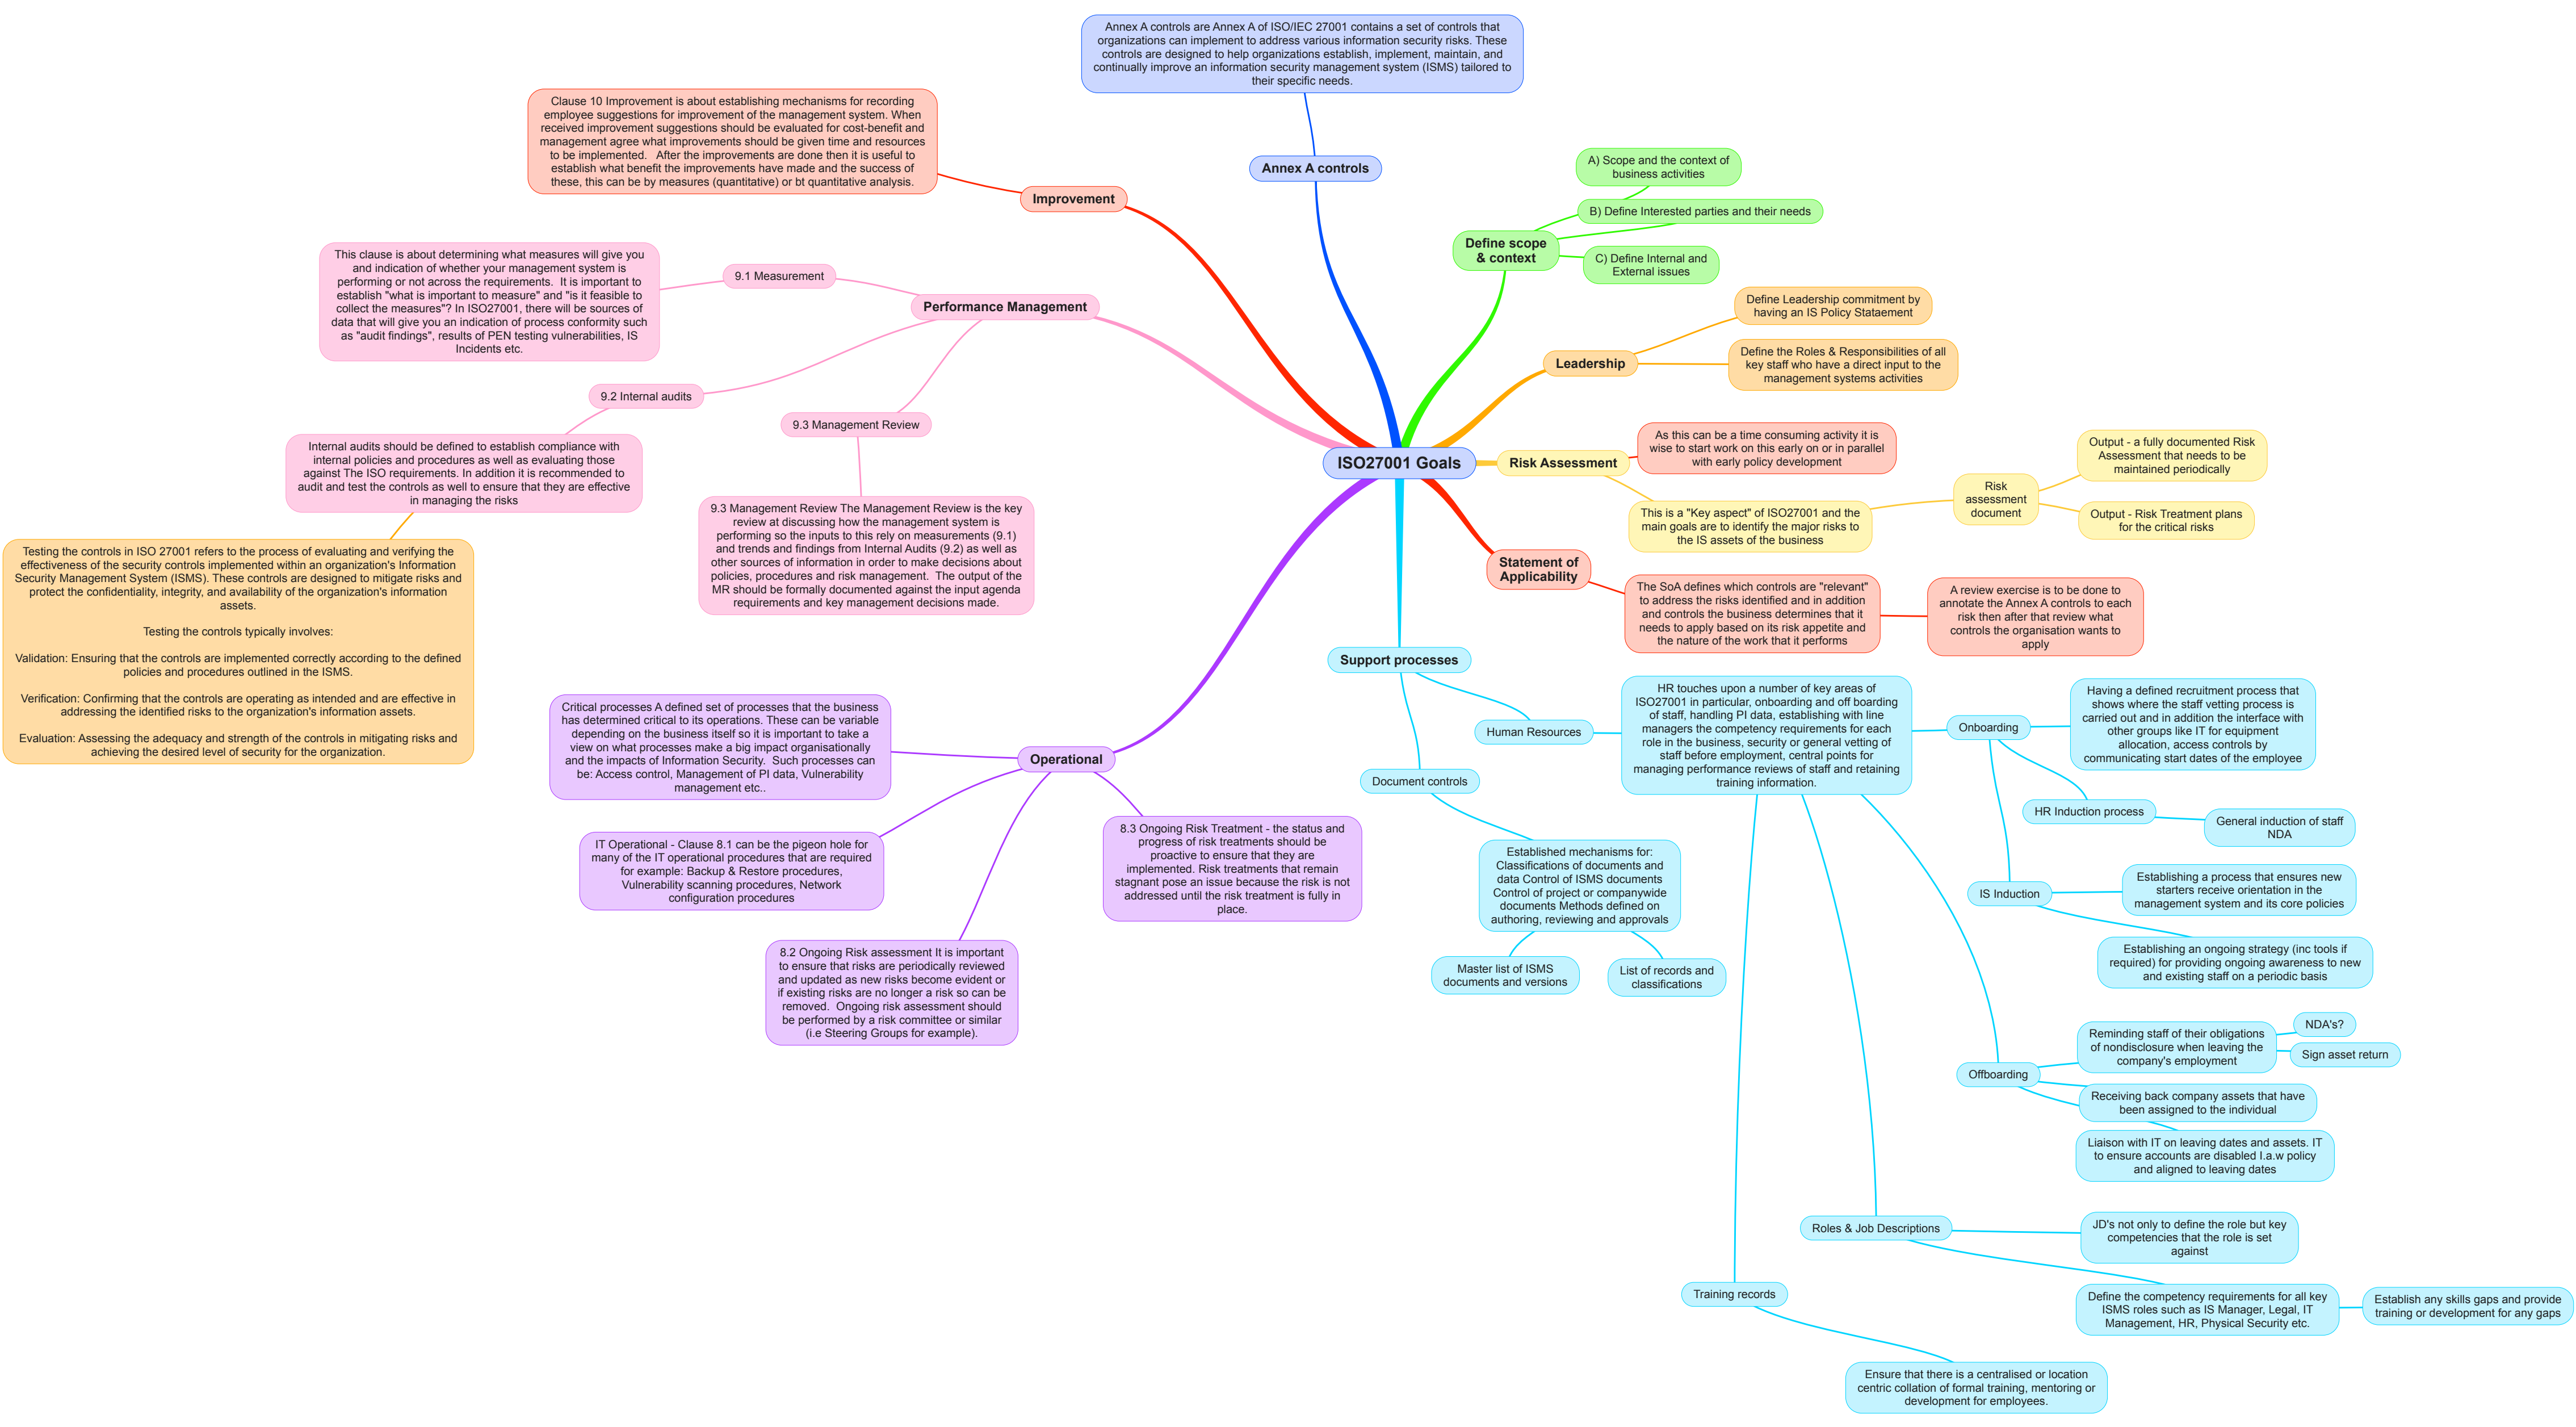 Annex A controls are Annex A of ISO/IEC 27001 contains a set of controls that
organizations can implement to address various information security risks. These
controls are designed to help organizations establish, implement, maintain, and
continually improve an information security management system (ISMS) tailored to
their specific needs.
Annex A controls
Clause 10 Improvement is about establishing mechanisms for recording
employee suggestions for improvement of the management system. When
received improvement suggestions should be evaluated for cost-benefit and
management agree what improvements should be given time and resources
to be implemented.   After the improvements are done then it is useful to
establish what benefit the improvements have made and the success of
these, this can be by measures (quantitative) or bt quantitative analysis.
Improvement
A) Scope and the context of
business activities
B) Define Interested parties and their needs
Define scope
& context
C) Define Internal and
External issues
This clause is about determining what measures will give you
and indication of whether your management system is
performing or not across the requirements.  It is important to
establish "what is important to measure" and "is it feasible to
collect the measures"? In ISO27001, there will be sources of
data that will give you an indication of process conformity such
as "audit findings", results of PEN testing vulnerabilities, IS
Incidents etc.
9.1 Measurement
Performance Management
Define Leadership commitment by
having an IS Policy Stataement
Leadership
Define the Roles & Responsibilities of all
key staff who have a direct input to the
management systems activities
9.2 Internal audits
9.3 Management Review
Internal audits should be defined to establish compliance with
internal policies and procedures as well as evaluating those
against The ISO requirements. In addition it is recommended to
audit and test the controls as well to ensure that they are effective
in managing the risks
ISO27001 Goals
Risk Assessment
As this can be a time consuming activity it is
wise to start work on this early on or in parallel
with early policy development
This is a "Key aspect" of ISO27001 and the
main goals are to identify the major risks to
the IS assets of the business
Risk
assessment
document
Output - a fully documented Risk
Assessment that needs to be
maintained periodically
Output - Risk Treatment plans
for the critical risks
9.3 Management Review The Management Review is the key
review at discussing how the management system is
performing so the inputs to this rely on measurements (9.1)
and trends and findings from Internal Audits (9.2) as well as
other sources of information in order to make decisions about
policies, procedures and risk management.  The output of the
MR should be formally documented against the input agenda
requirements and key management decisions made.
Testing the controls in ISO 27001 refers to the process of evaluating and verifying the
effectiveness of the security controls implemented within an organization's Information
Security Management System (ISMS). These controls are designed to mitigate risks and
protect the confidentiality, integrity, and availability of the organization's information
assets.
Testing the controls typically involves:
Validation: Ensuring that the controls are implemented correctly according to the defined
policies and procedures outlined in the ISMS.
Verification: Confirming that the controls are operating as intended and are effective in
addressing the identified risks to the organization's information assets.
Evaluation: Assessing the adequacy and strength of the controls in mitigating risks and
achieving the desired level of security for the organization.
Statement of
Applicability
The SoA defines which controls are "relevant"
to address the risks identified and in addition
and controls the business determines that it
needs to apply based on its risk appetite and
the nature of the work that it performs
A review exercise is to be done to
annotate the Annex A controls to each
risk then after that review what
controls the organisation wants to
apply
Support processes
Critical processes A defined set of processes that the business
has determined critical to its operations. These can be variable
depending on the business itself so it is important to take a
view on what processes make a big impact organisationally
and the impacts of Information Security.  Such processes can
be: Access control, Management of PI data, Vulnerability
management etc..
Operational
IT Operational - Clause 8.1 can be the pigeon hole for
many of the IT operational procedures that are required
for example: Backup & Restore procedures,
Vulnerability scanning procedures, Network
configuration procedures
8.3 Ongoing Risk Treatment - the status and
progress of risk treatments should be
proactive to ensure that they are
implemented. Risk treatments that remain
stagnant pose an issue because the risk is not
addressed until the risk treatment is fully in
place.
8.2 Ongoing Risk assessment It is important
to ensure that risks are periodically reviewed
and updated as new risks become evident or
if existing risks are no longer a risk so can be
removed.  Ongoing risk assessment should
be performed by a risk committee or similar
(i.e Steering Groups for example).
Human Resources
HR touches upon a number of key areas of
ISO27001 in particular, onboarding and off boarding
of staff, handling PI data, establishing with line
managers the competency requirements for each
role in the business, security or general vetting of
staff before employment, central points for
managing performance reviews of staff and retaining
training information.
Document controls
Established mechanisms for:
Classifications of documents and
data Control of ISMS documents
Control of project or companywide
documents Methods defined on
authoring, reviewing and approvals
Master list of ISMS
documents and versions
List of records and
classifications
Onboarding
Having a defined recruitment process that
shows where the staff vetting process is
carried out and in addition the interface with
other groups like IT for equipment
allocation, access controls by
communicating start dates of the employee
HR Induction process
General induction of staff
NDA
IS Induction
Establishing a process that ensures new
starters receive orientation in the
management system and its core policies
Establishing an ongoing strategy (inc tools if
required) for providing ongoing awareness to new
and existing staff on a periodic basis
Offboarding
Reminding staff of their obligations
of nondisclosure when leaving the
company's employment
NDA's?
Sign asset return
Receiving back company assets that have
been assigned to the individual
Liaison with IT on leaving dates and assets. IT
to ensure accounts are disabled I.a.w policy
and aligned to leaving dates
Roles & Job Descriptions
JD's not only to define the role but key
competencies that the role is set
against
Define the competency requirements for all key
ISMS roles such as IS Manager, Legal, IT
Management, HR, Physical Security etc.
Establish any skills gaps and provide
training or development for any gaps
Training records
Ensure that there is a centralised or location
centric collation of formal training, mentoring or
development for employees.